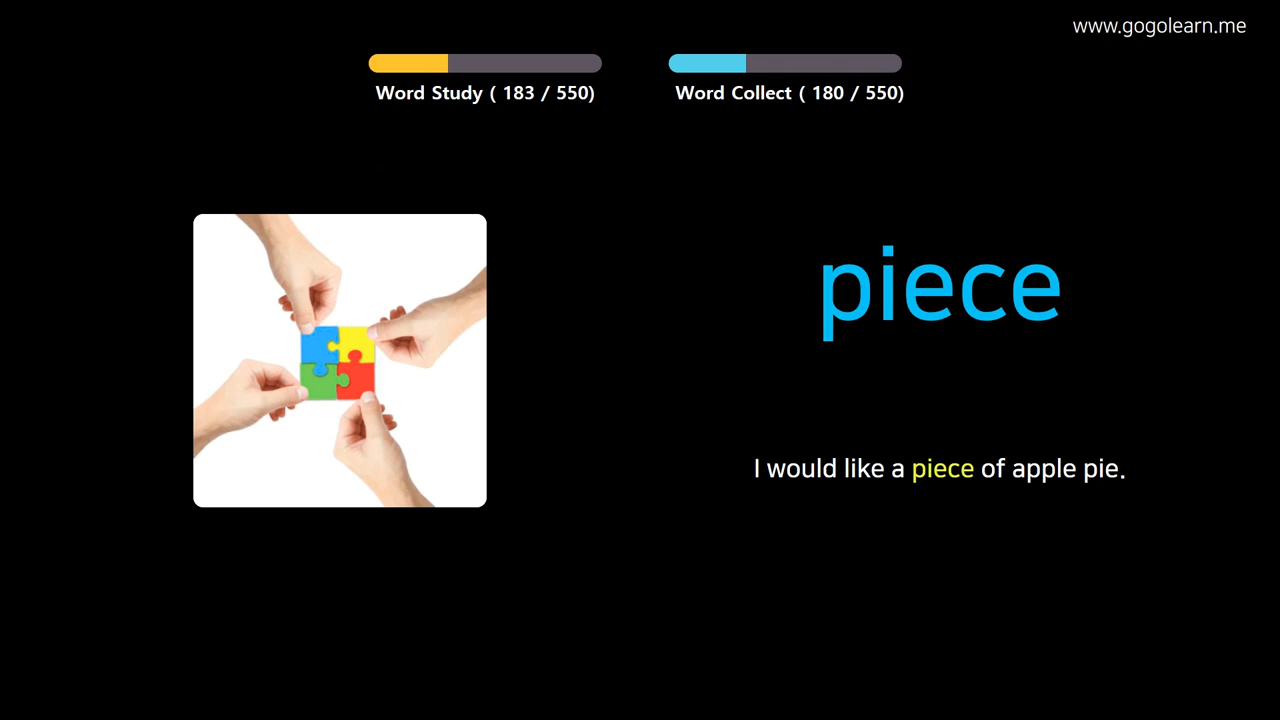 www.gogolearn.me
Word Study ( 183 / 550)
Word Collect ( 180 / 550)
piece
I would like a piece of apple pie.